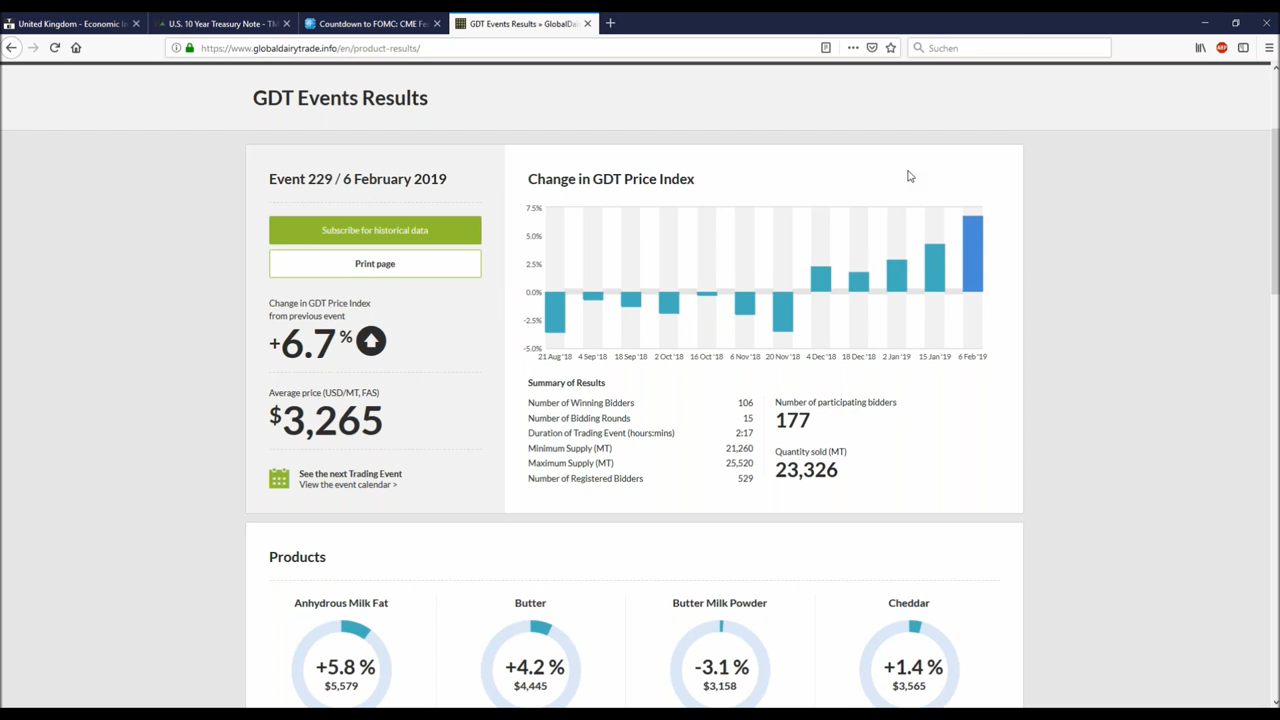 United Kingdom - Economic In
U.S. 10 Year Treasury Note - TM
Countdown to FOMC: CME Fe
GDT Events Results » GlobalDai
https://www.globaldairytrade.info/en/product-results/
Suchen
ABP
GDT Events Results
Event 229 / 6 February 2019
Subscribe for historical data
Print page
Change in GDT Price Index
from previous event
+6.7 %
Average price (USD/MT, FAS)
$3,265
See the next Trading Event
View the event calendar >
Change in GDT Price Index
7.5%
5.0%
2.5%
0.0%
-2.5%
-5.0%
21 Aug '18 4 Sep '18 18 Sep '18 2 Oct '18 16 Oct '18 6 Nov '18 20 Nov '18 4 Dec '18 18 Dec '18 2 Jan '19 15 Jan '19 6 Feb '19
Summary of Results
Number of Winning Bidders 106
Number of Bidding Rounds 15
Duration of Trading Event (hours:mins) 2:17
Minimum Supply (MT) 21,260
Maximum Supply (MT) 25,520
Number of Registered Bidders 529
Number of participating bidders
177
Quantity sold (MT)
23,326
Products
Anhydrous Milk Fat
+5.8 %
$5,579
Butter
+4.2 %
$4,445
Butter Milk Powder
-3.1 %
$3,158
Cheddar
+1.4 %
$3,565